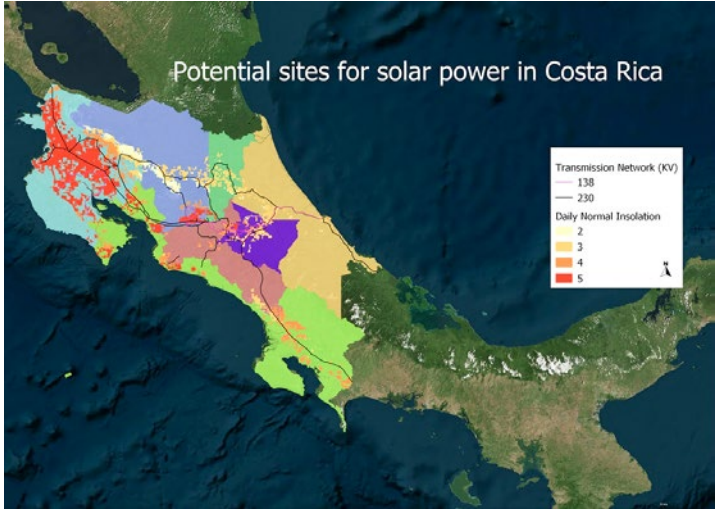 Potential sites for solar power in Costa Rica
Transmission Network (KV)
138
230
Daily Normal Insolation
2
3
4
5
N